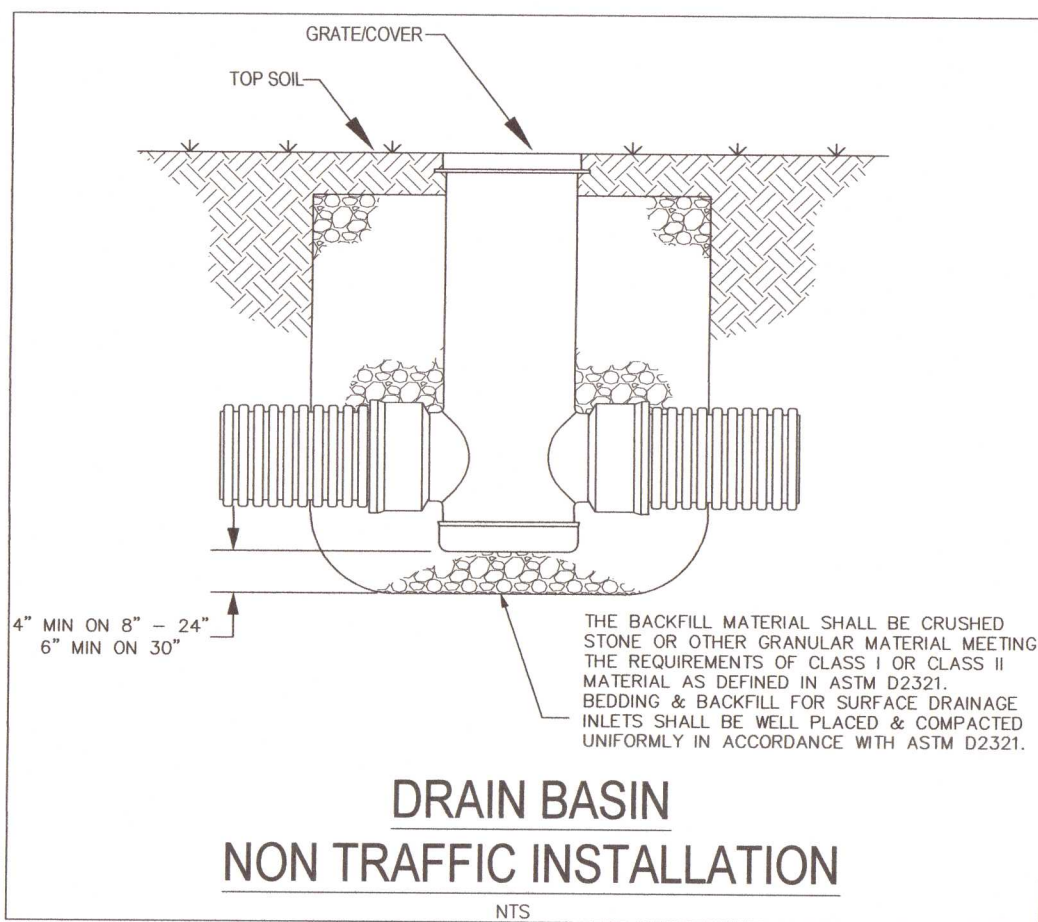 GRATE/COVER
TOP SOIL
4" MIN ON 8" – 24"
6" MIN ON 30"
THE BACKFILL MATERIAL SHALL BE CRUSHED
STONE OR OTHER GRANULAR MATERIAL MEETING
THE REQUIREMENTS OF CLASS I OR CLASS II
MATERIAL AS DEFINED IN ASTM D2321.
BEDDING & BACKFILL FOR SURFACE DRAINAGE
INLETS SHALL BE WELL PLACED & COMPACTED
UNIFORMLY IN ACCORDANCE WITH ASTM D2321.
DRAIN BASIN
NON TRAFFIC INSTALLATION
NTS